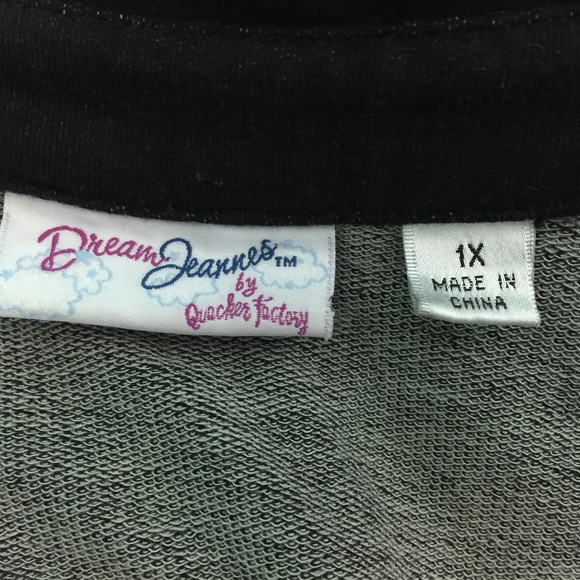 Dream Jeannes™
by
Quacker Factory
1X
MADE IN
CHINA